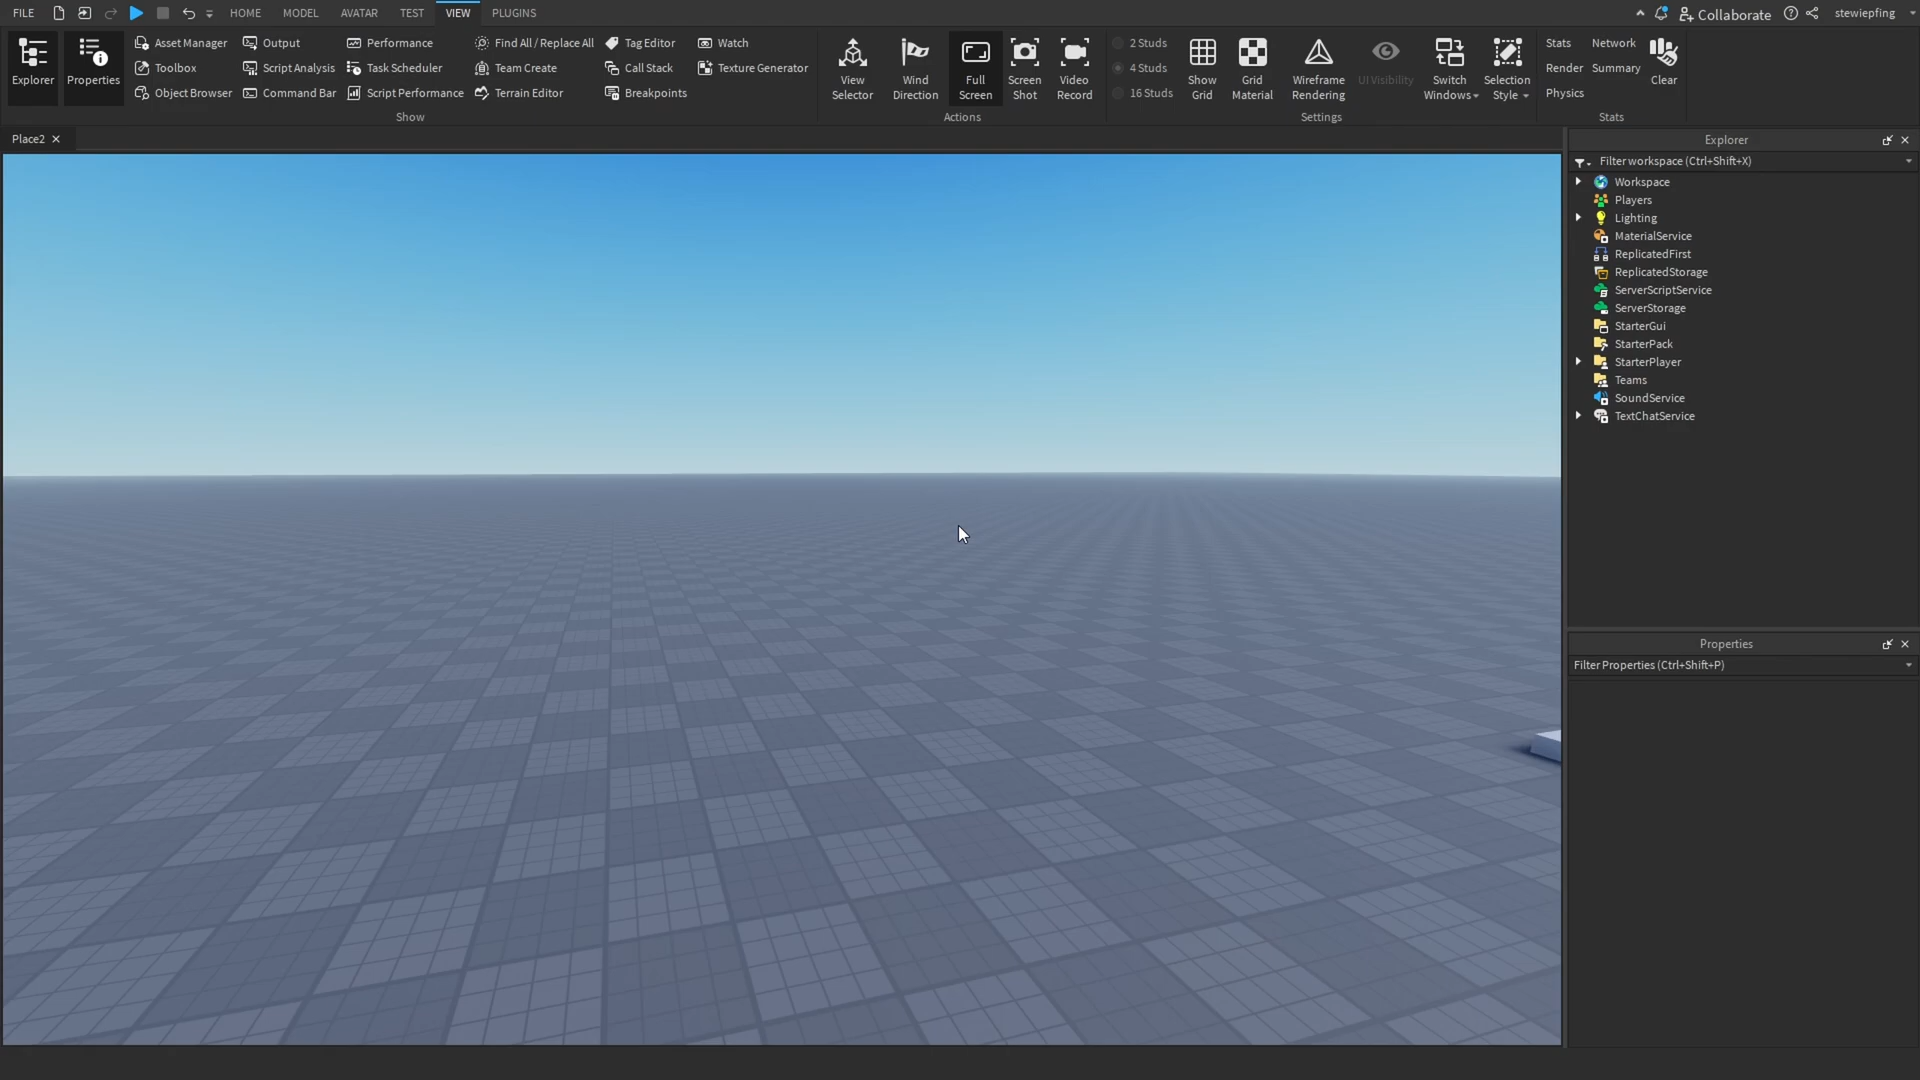 FILE HOME MODEL AVATAR TEST VIEW PLUGINS Collaborate stewiepfing
Explorer
Properties
Asset Manager
Toolbox
Object Browser
Output
Script Analysis
Command Bar
Performance
Task Scheduler
Script Performance
Find All / Replace All
Team Create
Terrain Editor
Tag Editor
Call Stack
Breakpoints
Watch
Texture Generator
Show
View
Selector
Wind
Direction
Full
Screen
Screen
Shot
Video
Record
Actions
2 Studs
4 Studs
16 Studs
Show
Grid
Grid
Material
Wireframe
Rendering
UI Visibility
Switch
Windows
Selection
Style
Settings
Stats
Render
Physics
Network
Summary
Clear
Stats
Place2
Explorer
Filter workspace (Ctrl+Shift+X)
Workspace
Players
Lighting
MaterialService
ReplicatedFirst
ReplicatedStorage
ServerScriptService
ServerStorage
StarterGui
StarterPack
StarterPlayer
Teams
SoundService
TextChatService
Properties
Filter Properties (Ctrl+Shift+P)